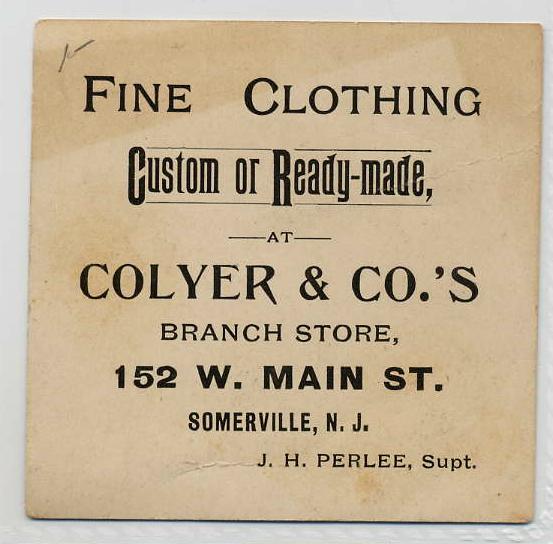 FINE CLOTHING
Custom or Ready-made,
AT
COLYER & CO.'S
BRANCH STORE,
152 W. MAIN ST.
SOMERVILLE, N. J.
J. H. PERLEE, Supt.